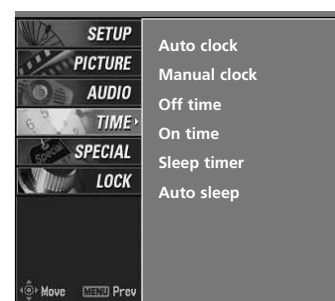 SETUP
PICTURE
AUDIO
TIME
SPECIAL
LOCK
Move MENU Prev
Auto clock
Manual clock
Off time
On time
Sleep timer
Auto sleep